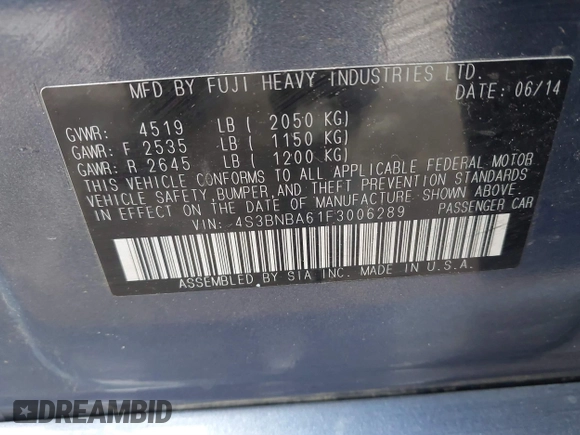 MFD BY FUJI HEAVY INDUSTRIES LTD.
DATE: 06/14
GVWR: 4519 LB ( 2050 KG)
GAWR: F 2535 LB ( 1150 KG)
GAWR: R 2645 LB ( 1200 KG)
THIS VEHICLE CONFORMS TO ALL APPLICABLE FEDERAL MOTOR
VEHICLE SAFETY, BUMPER, AND THEFT PREVENTION STANDARDS
IN EFFECT ON THE DATE OF MANUFACTURE SHOWN ABOVE.
VIN: 4S3BNBA61F3006289 PASSENGER CAR
ASSEMBLED BY SIA INC. MADE IN U.S.A.
DREAMBID